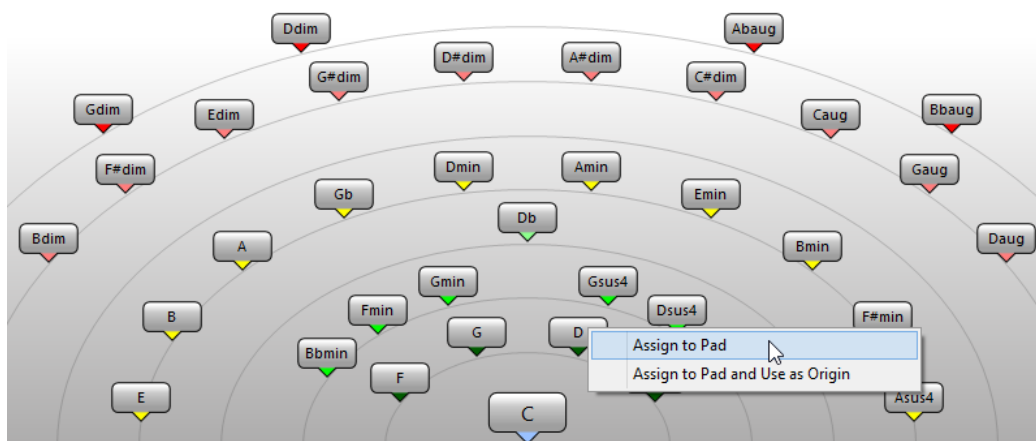 Ddim
Abaug
D#dim
A#dim
G#dim
C#dim
Gdim
Edim
Caug
Bbaug
F#dim
Dmin
Amin
Gaug
Gb
Emin
Db
Bdim
A
Bmin
Daug
Gmin
Gsus4
Fmin
Dsus4
B
F#min
G
D
Assign to Pad
Bbmin
F
Assign to Pad and Use as Origin
E
C
Asus4